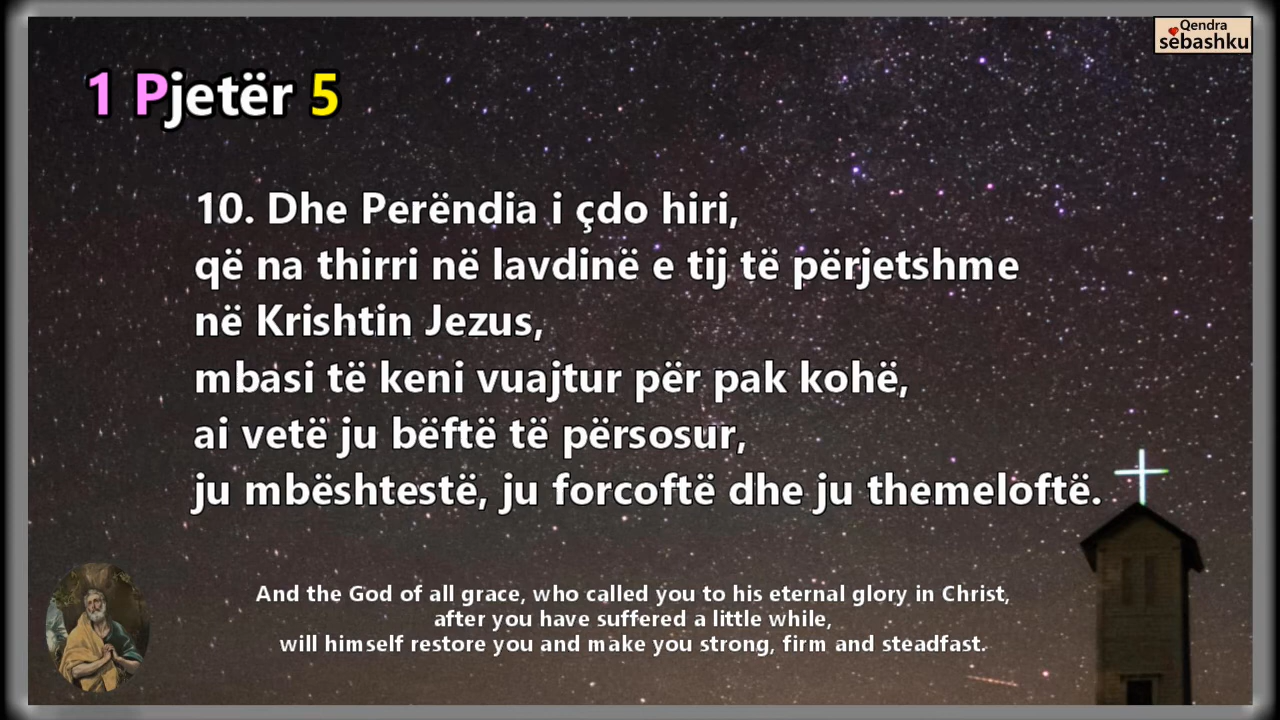 Qendra
sëbashku
1 Pjetër 5
10. Dhe Perëndia i çdo hiri,
që na thirri në lavdinë e tij të përjetshme
në Krishtin Jezus,
mbasi të keni vuajtur për pak kohë,
ai vetë ju bëftë të përsosur,
ju mbështestë, ju forcoftë dhe ju themeloftë.
And the God of all grace, who called you to his eternal glory in Christ,
after you have suffered a little while,
will himself restore you and make you strong, firm and steadfast.